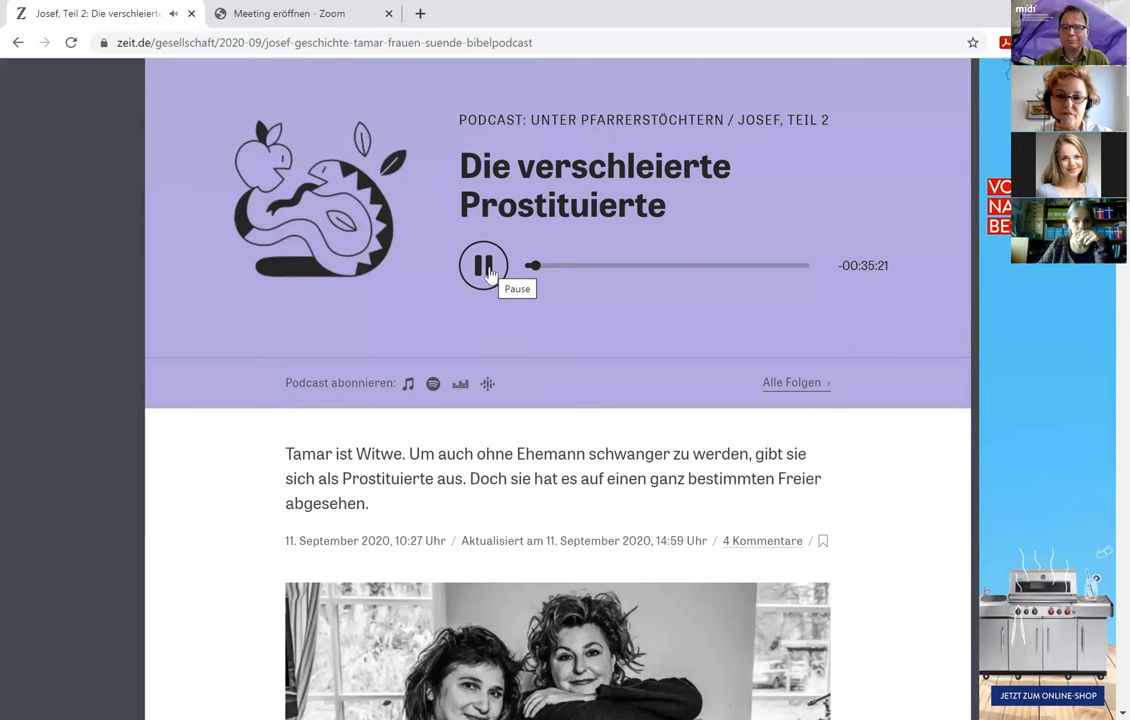 Josef, Teil 2: Die verschleierte
Meeting eröffnen - Zoom
zeit.de/gesellschaft/2020-09/josef-geschichte-tamar-frauen-suende-bibelpodcast
midi
PODCAST: UNTER PFARRERSTÖCHTERN / JOSEF, TEIL 2
Die verschleierte
Prostituierte
-00:35:21
Pause
VO
NA
BE
Podcast abonnieren:
Alle Folgen ›
Tamar ist Witwe. Um auch ohne Ehemann schwanger zu werden, gibt sie
sich als Prostituierte aus. Doch sie hat es auf einen ganz bestimmten Freier
abgesehen.
11. September 2020, 10:27 Uhr / Aktualisiert am 11. September 2020, 14:59 Uhr / 4 Kommentare /
JETZT ZUM ONLINE-SHOP